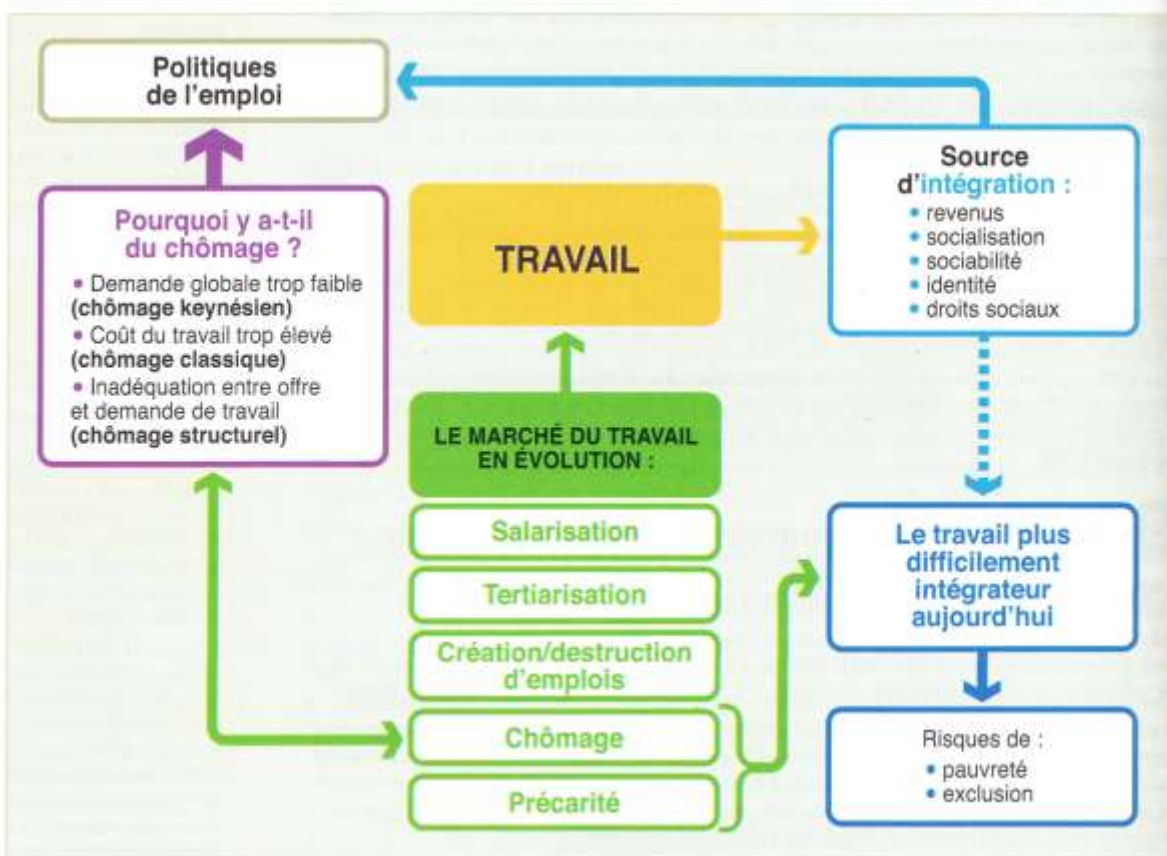 Politiques
de l'emploi
Pourquoi y a-t-il
du chômage ?
• Demande globale trop faible
(chômage keynésien)
• Coût du travail trop élevé
(chômage classique)
• Inadéquation entre offre
et demande de travail
(chômage structurel)
TRAVAIL
Source
d'intégration :
• revenus
• socialisation
• sociabilité
• identité
• droits sociaux
LE MARCHÉ DU TRAVAIL
EN ÉVOLUTION :
Salarisation
Tertiarisation
Création/destruction
d'emplois
Chômage
Précarité
Le travail plus
difficilement
intégrateur
aujourd'hui
Risques de :
• pauvreté
• exclusion